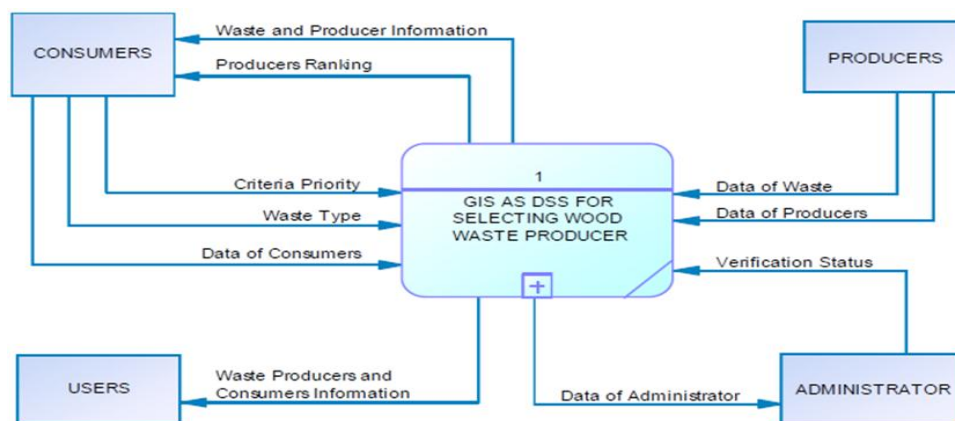 CONSUMERS
Waste and Producer Information
Producers Ranking
PRODUCERS
Criteria Priority
Waste Type
Data of Consumers
1
GIS AS DSS FOR
SELECTING WOOD
WASTE PRODUCER
Data of Waste
Data of Producers
Verification Status
USERS
Waste Producers and
Consumers Information
Data of Administrator
ADMINISTRATOR